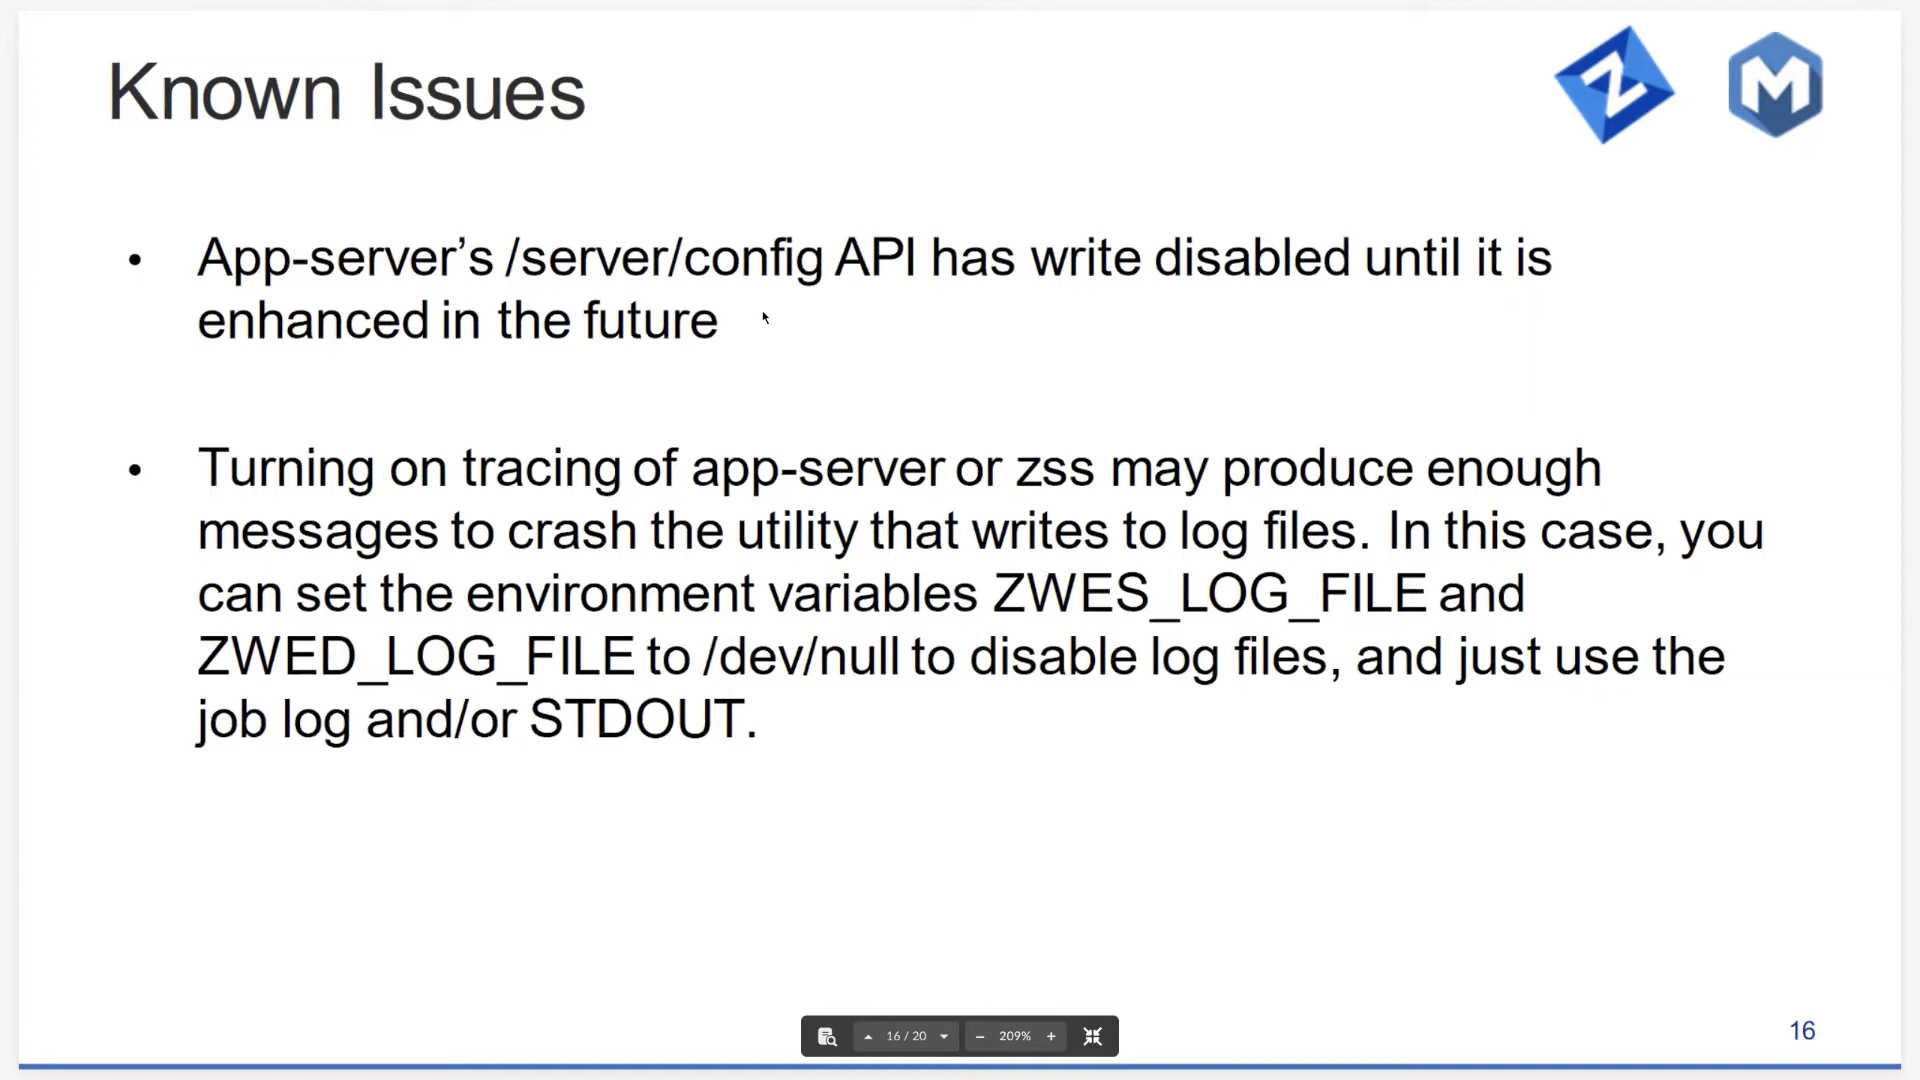 Known Issues
Z
M
• App-server’s /server/config API has write disabled until it is
enhanced in the future
• Turning on tracing of app-server or zss may produce enough
messages to crash the utility that writes to log files. In this case, you
can set the environment variables ZWES_LOG_FILE and
ZWED_LOG_FILE to /dev/null to disable log files, and just use the
job log and/or STDOUT.
16 / 20
209%
16